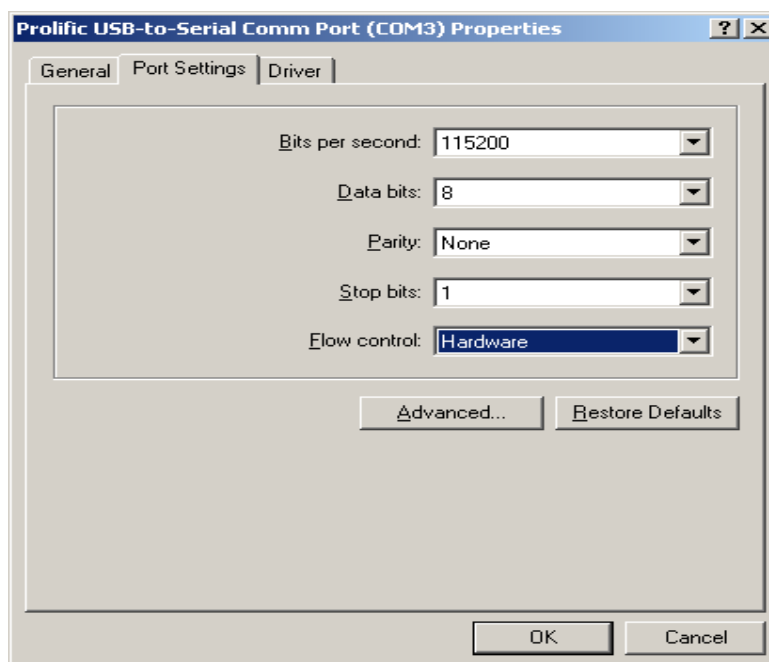 Prolific USB-to-Serial Comm Port (COM3) Properties ? X
General Port Settings Driver
Bits per second: 115200
Data bits: 8
Parity: None
Stop bits: 1
Flow control: Hardware
Advanced... Restore Defaults
OK Cancel